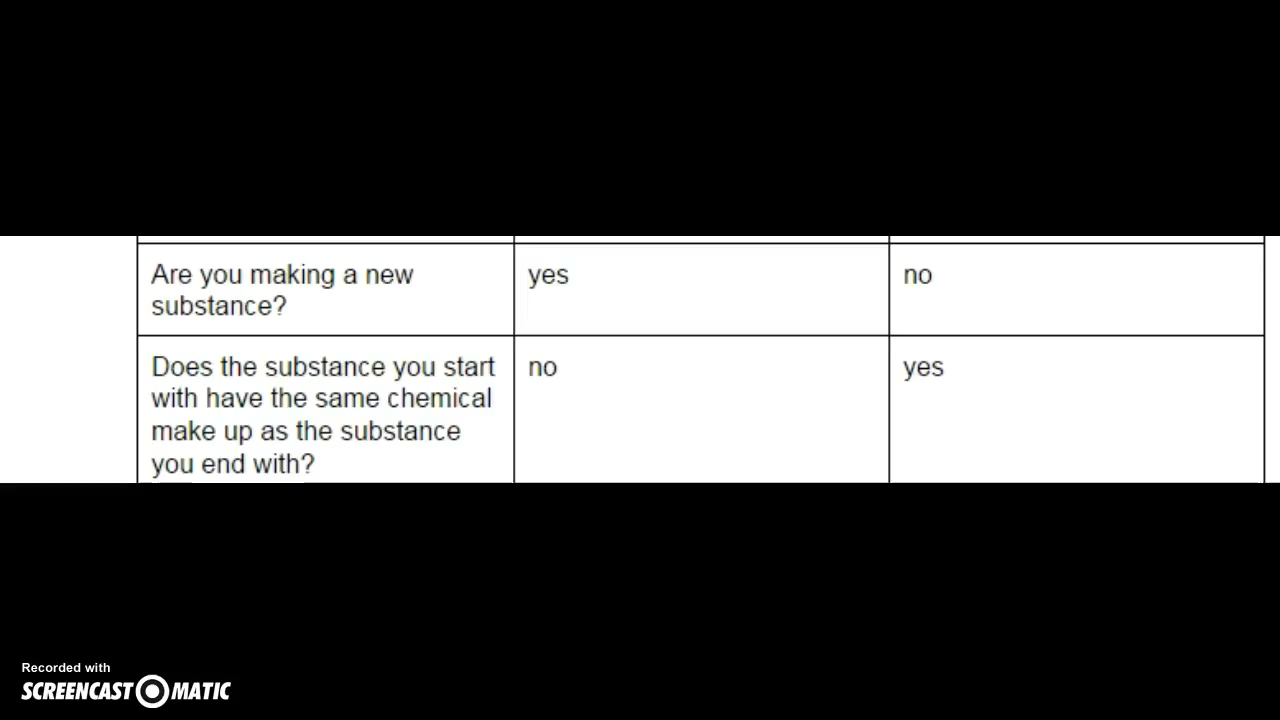 Are you making a new
substance?
yes
no
Does the substance you start
with have the same chemical
make up as the substance
you end with?
no
yes
Recorded with
SCREENCAST MATIC